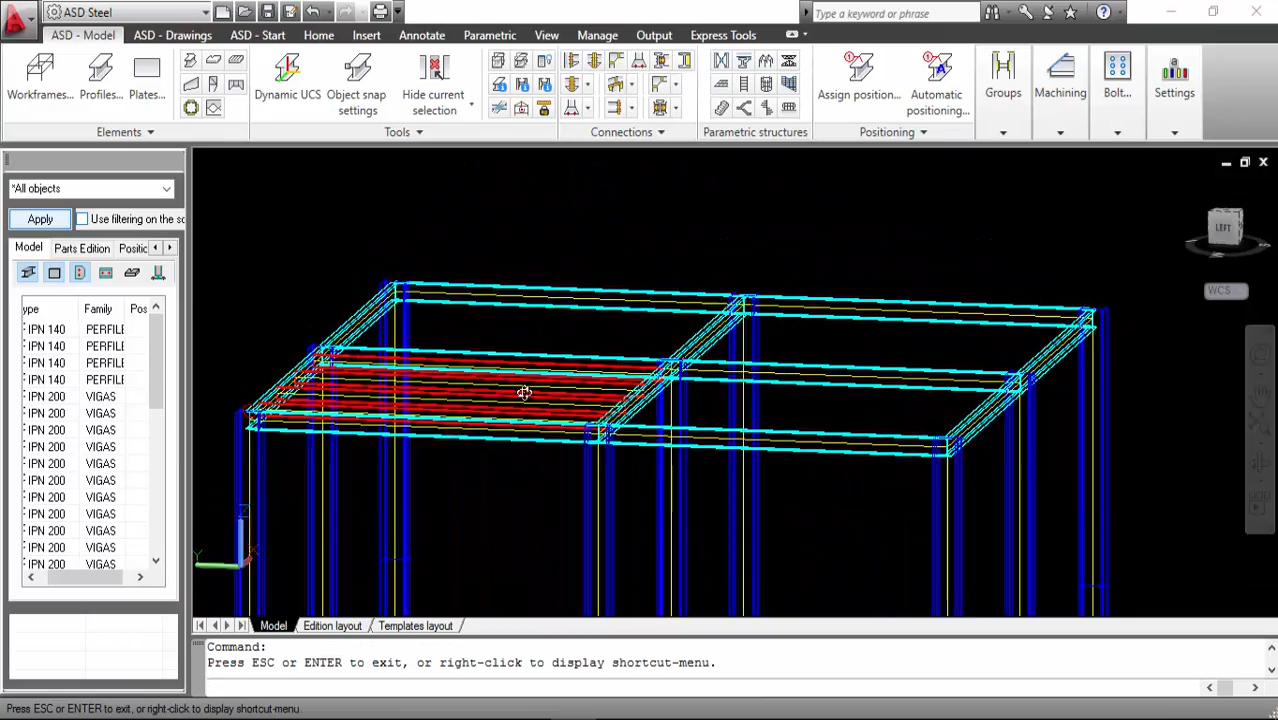 ASD Steel
Type a keyword or phrase
ASD - Model
ASD - Drawings
ASD - Start
Home
Insert
Annotate
Parametric
View
Manage
Output
Express Tools
Workframes...
Profiles...
Plates...
Dynamic UCS
Object snap
settings
Hide current
selection
Assign position...
Automatic
positioning...
Groups
Machining
Bolt...
Settings
Elements
Tools
Connections
Parametric structures
Positioning
*All objects
Apply
Use filtering on the sc
Model
Parts Edition
Positic
ype Family Pos
IPN 140 PERFILE
IPN 140 PERFILE
IPN 140 PERFILE
IPN 140 PERFILE
IPN 200 VIGAS
IPN 200 VIGAS
IPN 200 VIGAS
IPN 200 VIGAS
IPN 200 VIGAS
IPN 200 VIGAS
IPN 200 VIGAS
IPN 200 VIGAS
IPN 200 VIGAS
IPN 200 VIGAS
IPN 200 VIGAS
LEFT
WCS
Z
Y
X
Model
Edition layout
Templates layout
Command:
Press ESC or ENTER to exit, or right-click to display shortcut-menu.
Press ESC or ENTER to exit, or right-click to display shortcut-menu.